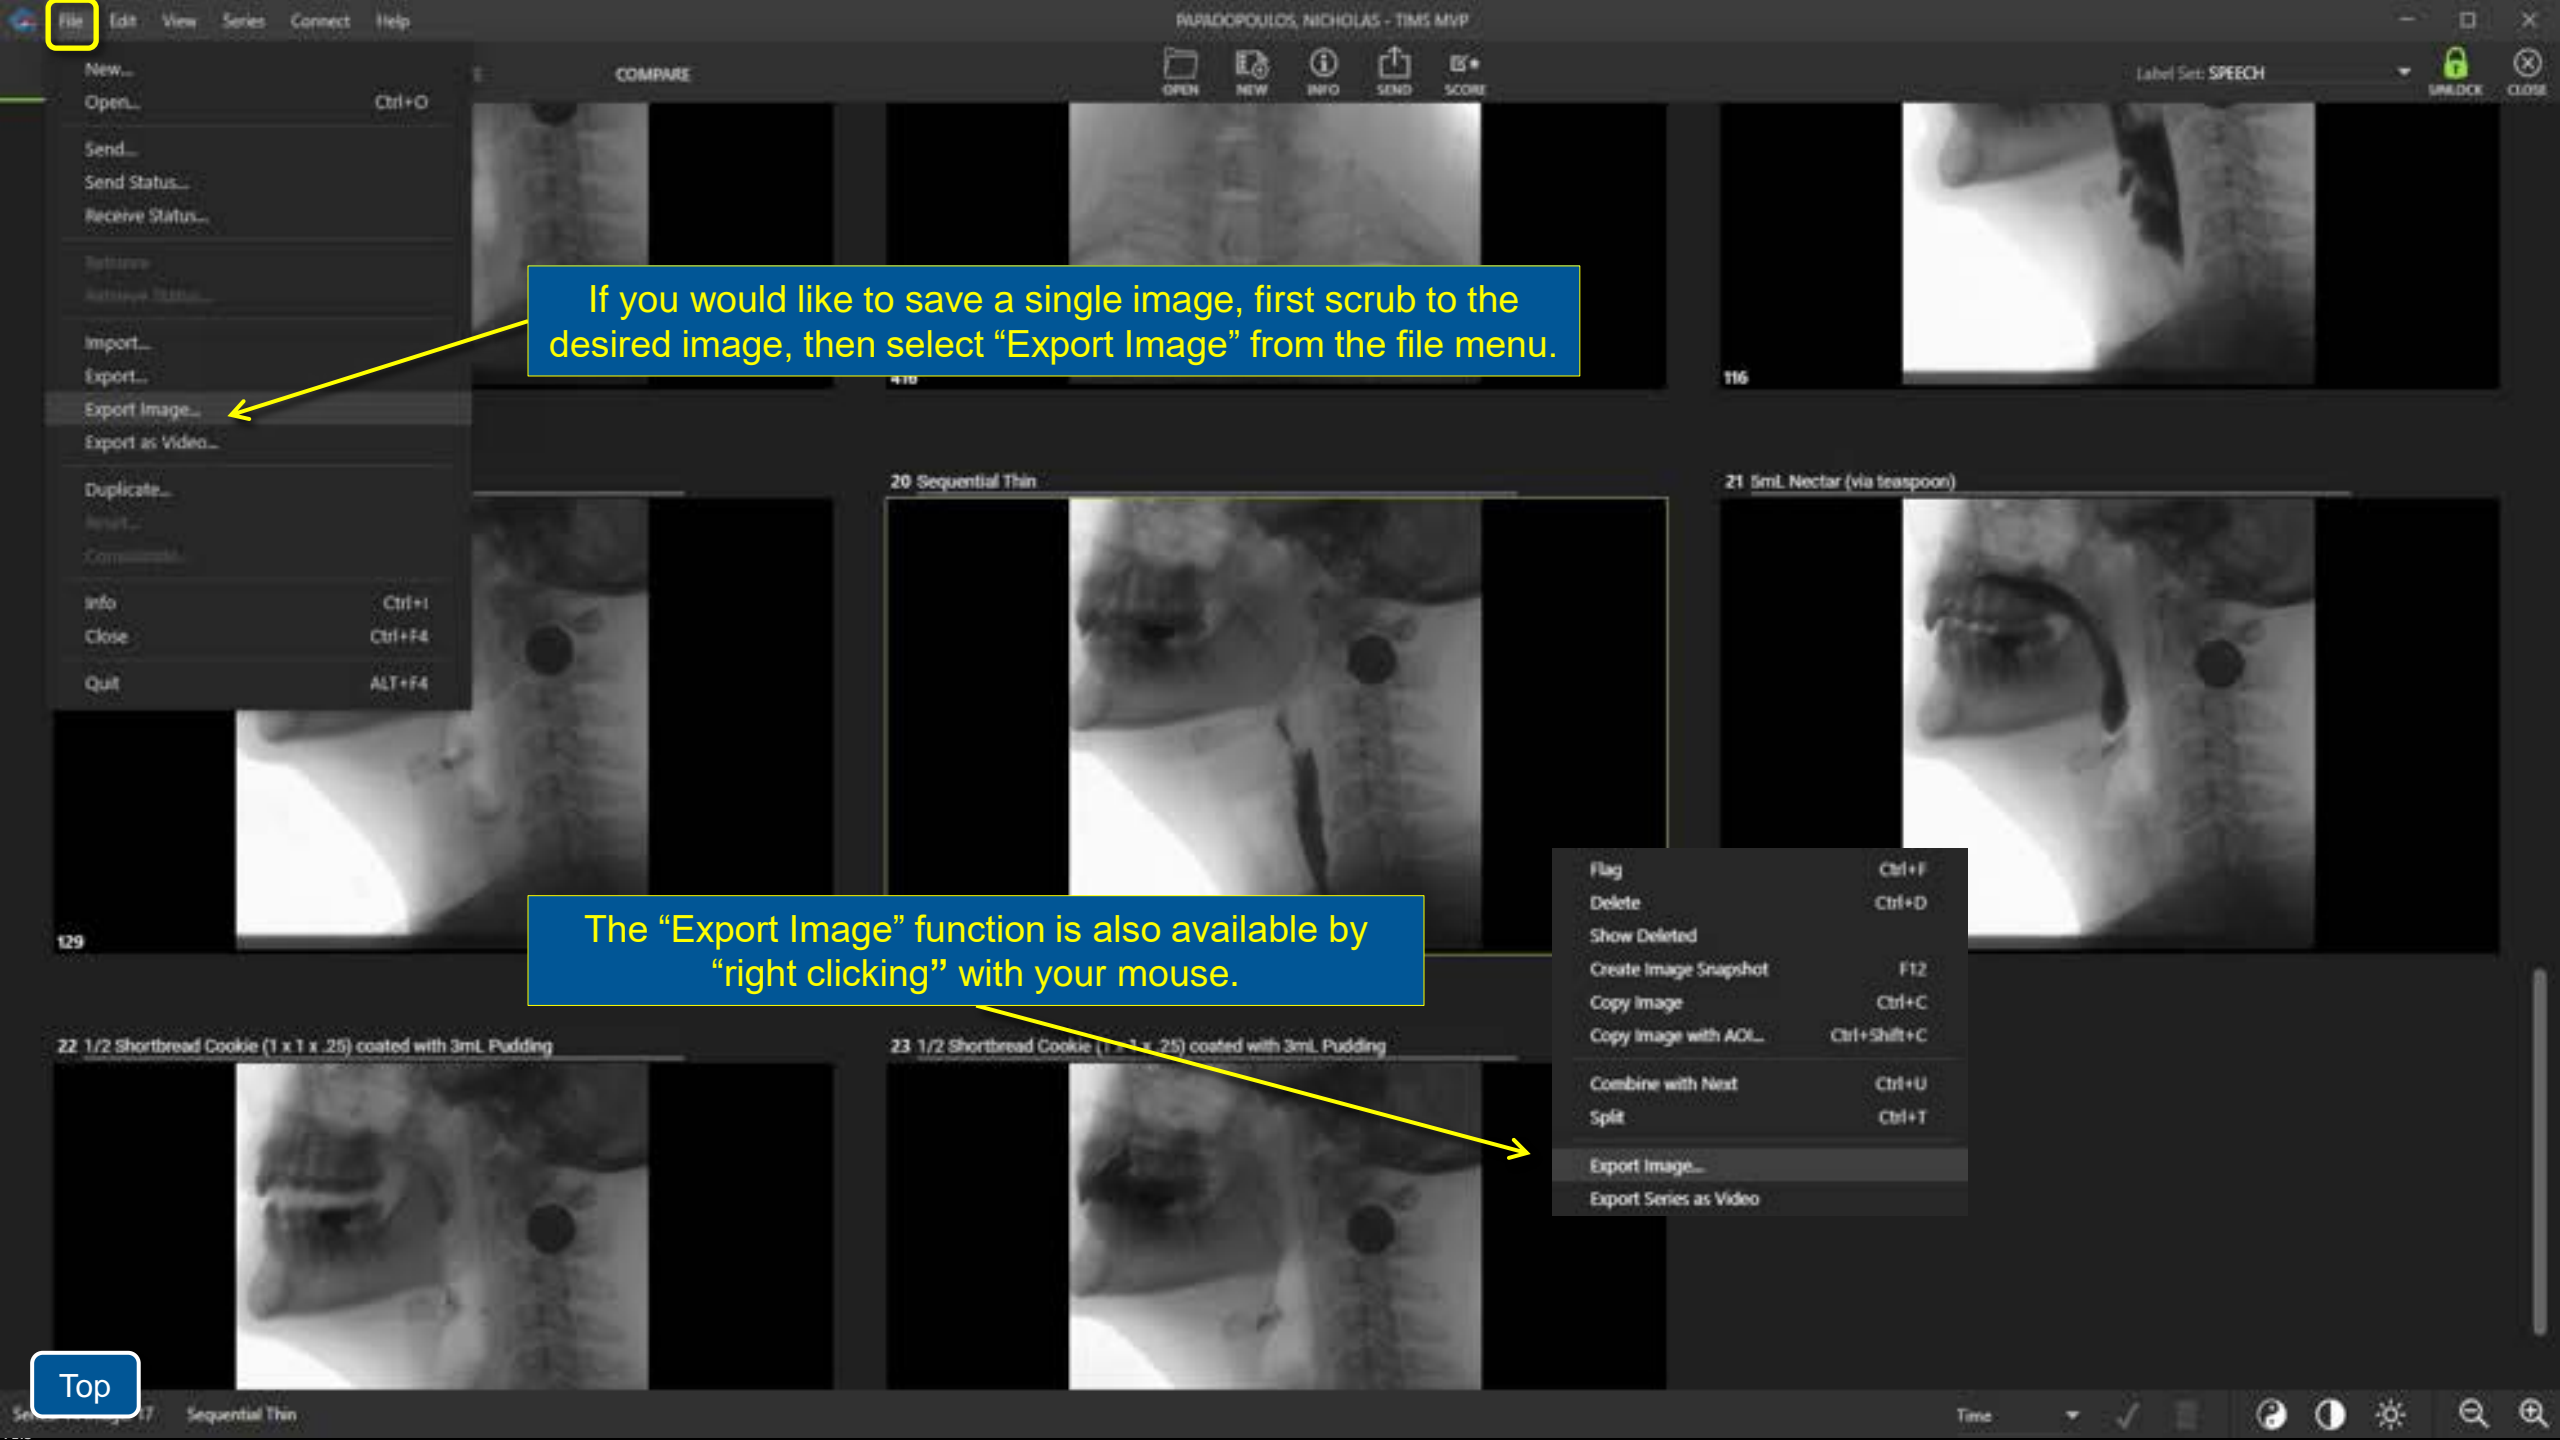 File Edit View Series Connect Help
PAPADOPOULOS, NICHOLAS - TIMS MVP
COMPARE
OPEN NEW INFO SEND SCORE
Label Set: SPEECH
UNLOCK CLOSE
New...
Open... Ctrl+O
Send...
Send Status...
Receive Status...
Retrieve
Retrieve Status...
Import...
Export...
Export Image...
Export as Video...
Duplicate...
Reset...
Info Ctrl+I
Close Ctrl+F4
Quit ALT+F4
If you would like to save a single image, first scrub to the
desired image, then select “Export Image” from the file menu.
416
116
20 Sequential Thin
21 5mL Nectar (via teaspoon)
129
The “Export Image” function is also available by
“right clicking” with your mouse.
Flag Ctrl+F
Delete Ctrl+D
Show Deleted
Create Image Snapshot F12
Copy Image Ctrl+C
Copy Image with AOI... Ctrl+Shift+C
Combine with Next Ctrl+U
Split Ctrl+T
Export Image...
Export Series as Video
22 1/2 Shortbread Cookie (1 x 1 x .25) coated with 3mL Pudding
23 1/2 Shortbread Cookie (1 x 1 x .25) coated with 3mL Pudding
Top
Sequential Thin
Time